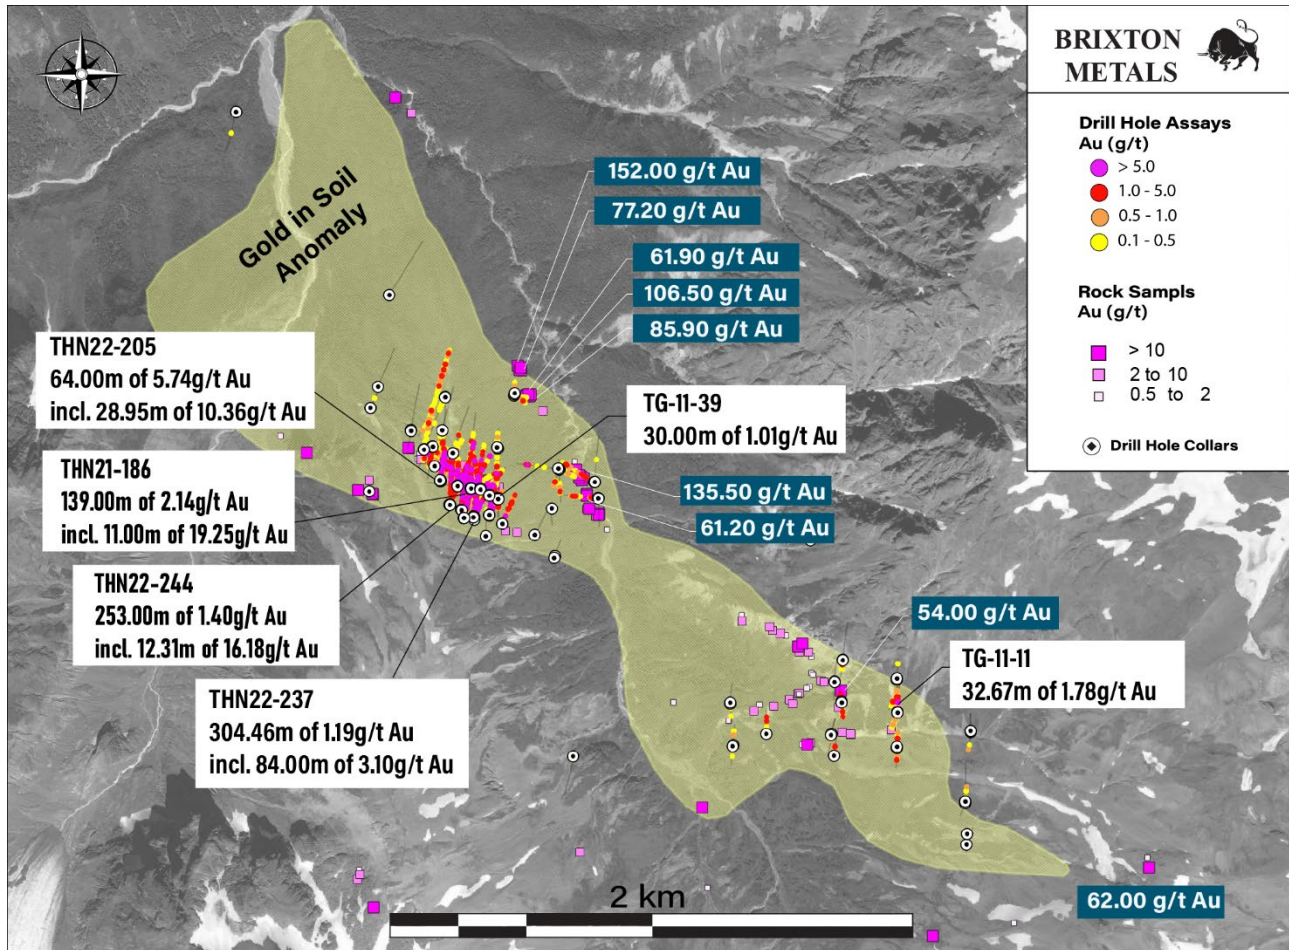 BRIXTON
METALS
Drill Hole Assays
Au (g/t)
> 5.0
1.0 - 5.0
0.5 - 1.0
0.1 - 0.5
Rock Sampls
Au (g/t)
> 10
2 to 10
0.5 to 2
Drill Hole Collars
Gold in Soil
Anomaly
152.00 g/t Au
77.20 g/t Au
61.90 g/t Au
106.50 g/t Au
85.90 g/t Au
THN22-205
64.00m of 5.74g/t Au
incl. 28.95m of 10.36g/t Au
TG-11-39
30.00m of 1.01g/t Au
THN21-186
139.00m of 2.14g/t Au
incl. 11.00m of 19.25g/t Au
135.50 g/t Au
61.20 g/t Au
THN22-244
253.00m of 1.40g/t Au
incl. 12.31m of 16.18g/t Au
54.00 g/t Au
TG-11-11
32.67m of 1.78g/t Au
THN22-237
304.46m of 1.19g/t Au
incl. 84.00m of 3.10g/t Au
2 km
62.00 g/t Au